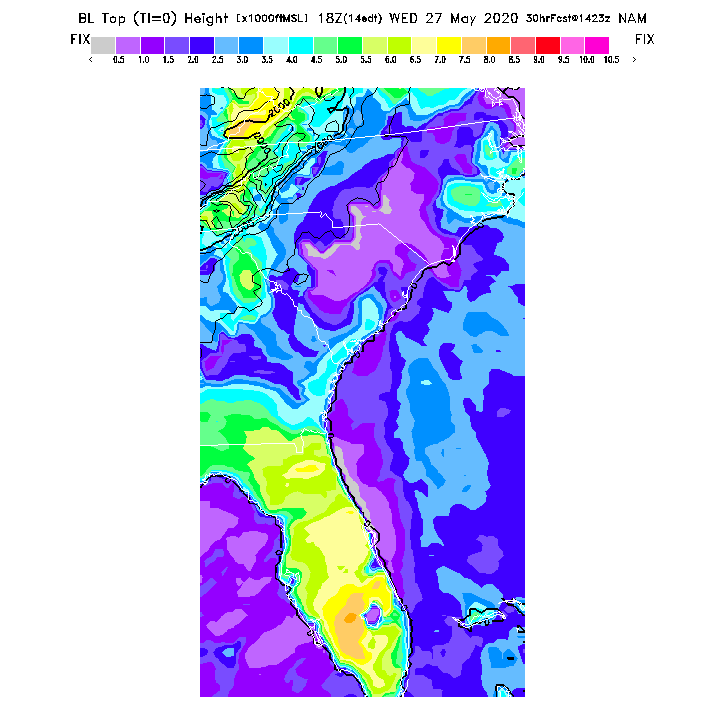 BL Top (TI=0) Height [x1000ftMSL] 18Z(14edt) WED 27 May 2020 30hrFcst@1423z NAM
FIX FIX
< 0.5 1.0 1.5 2.0 2.5 3.0 3.5 4.0 4.5 5.0 5.5 6.0 6.5 7.0 7.5 8.0 8.5 9.0 9.5 10.0 10.5 >
2000